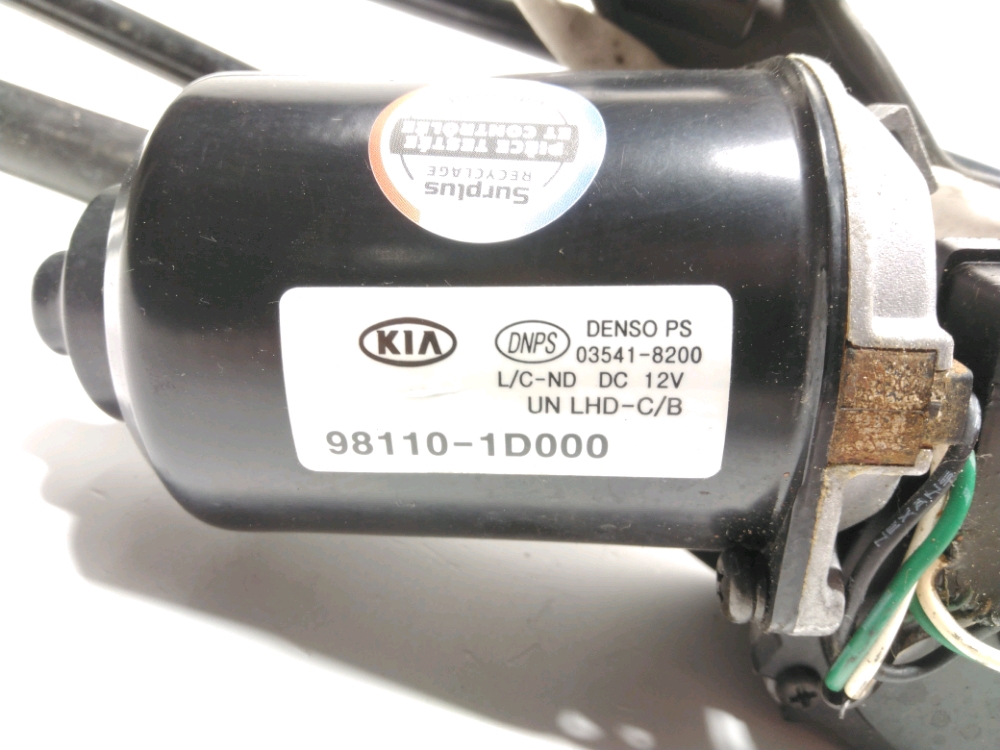 Surplus
RECYCLAGE
PIÈCE TESTÉE
ET CONTRÔLÉE
KIA
DNPS
DENSO PS
03541-8200
L/C-ND DC 12V
UN LHD-C/B
98110-1D000
NEXANS